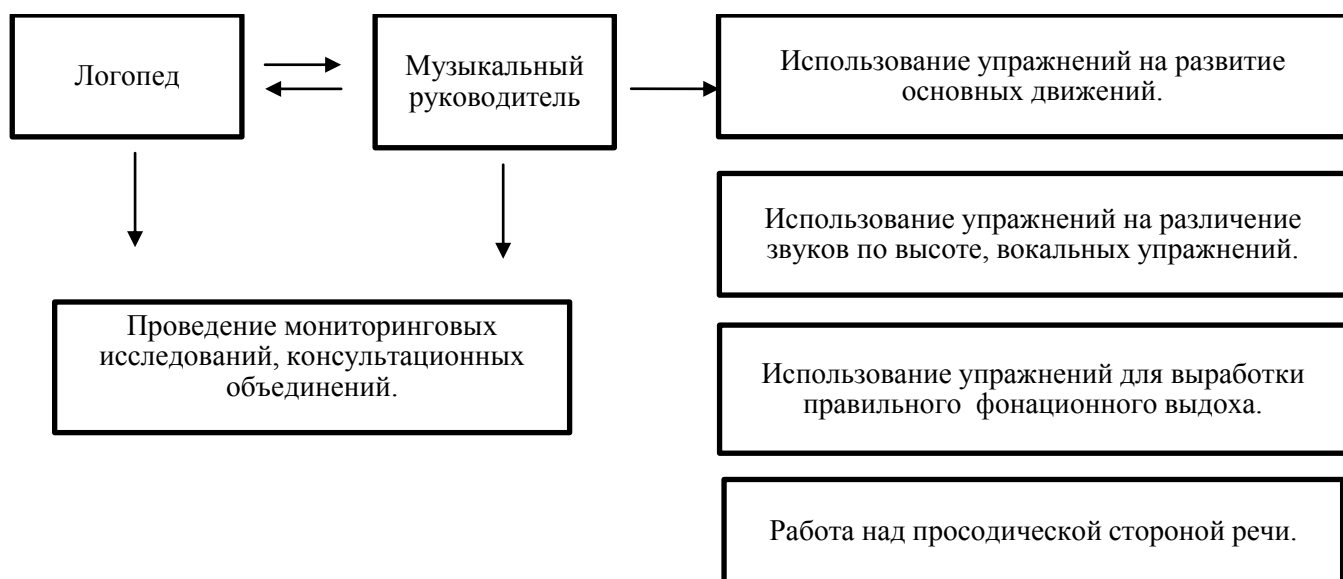 Логопед
Музыкальный
руководитель
Использование упражнений на развитие
основных движений.
Использование упражнений на различение
звуков по высоте, вокальных упражнений.
Проведение мониторинговых
исследований, консультационных
объединений.
Использование упражнений для выработки
правильного фонационного выдоха.
Работа над просодической стороной речи.